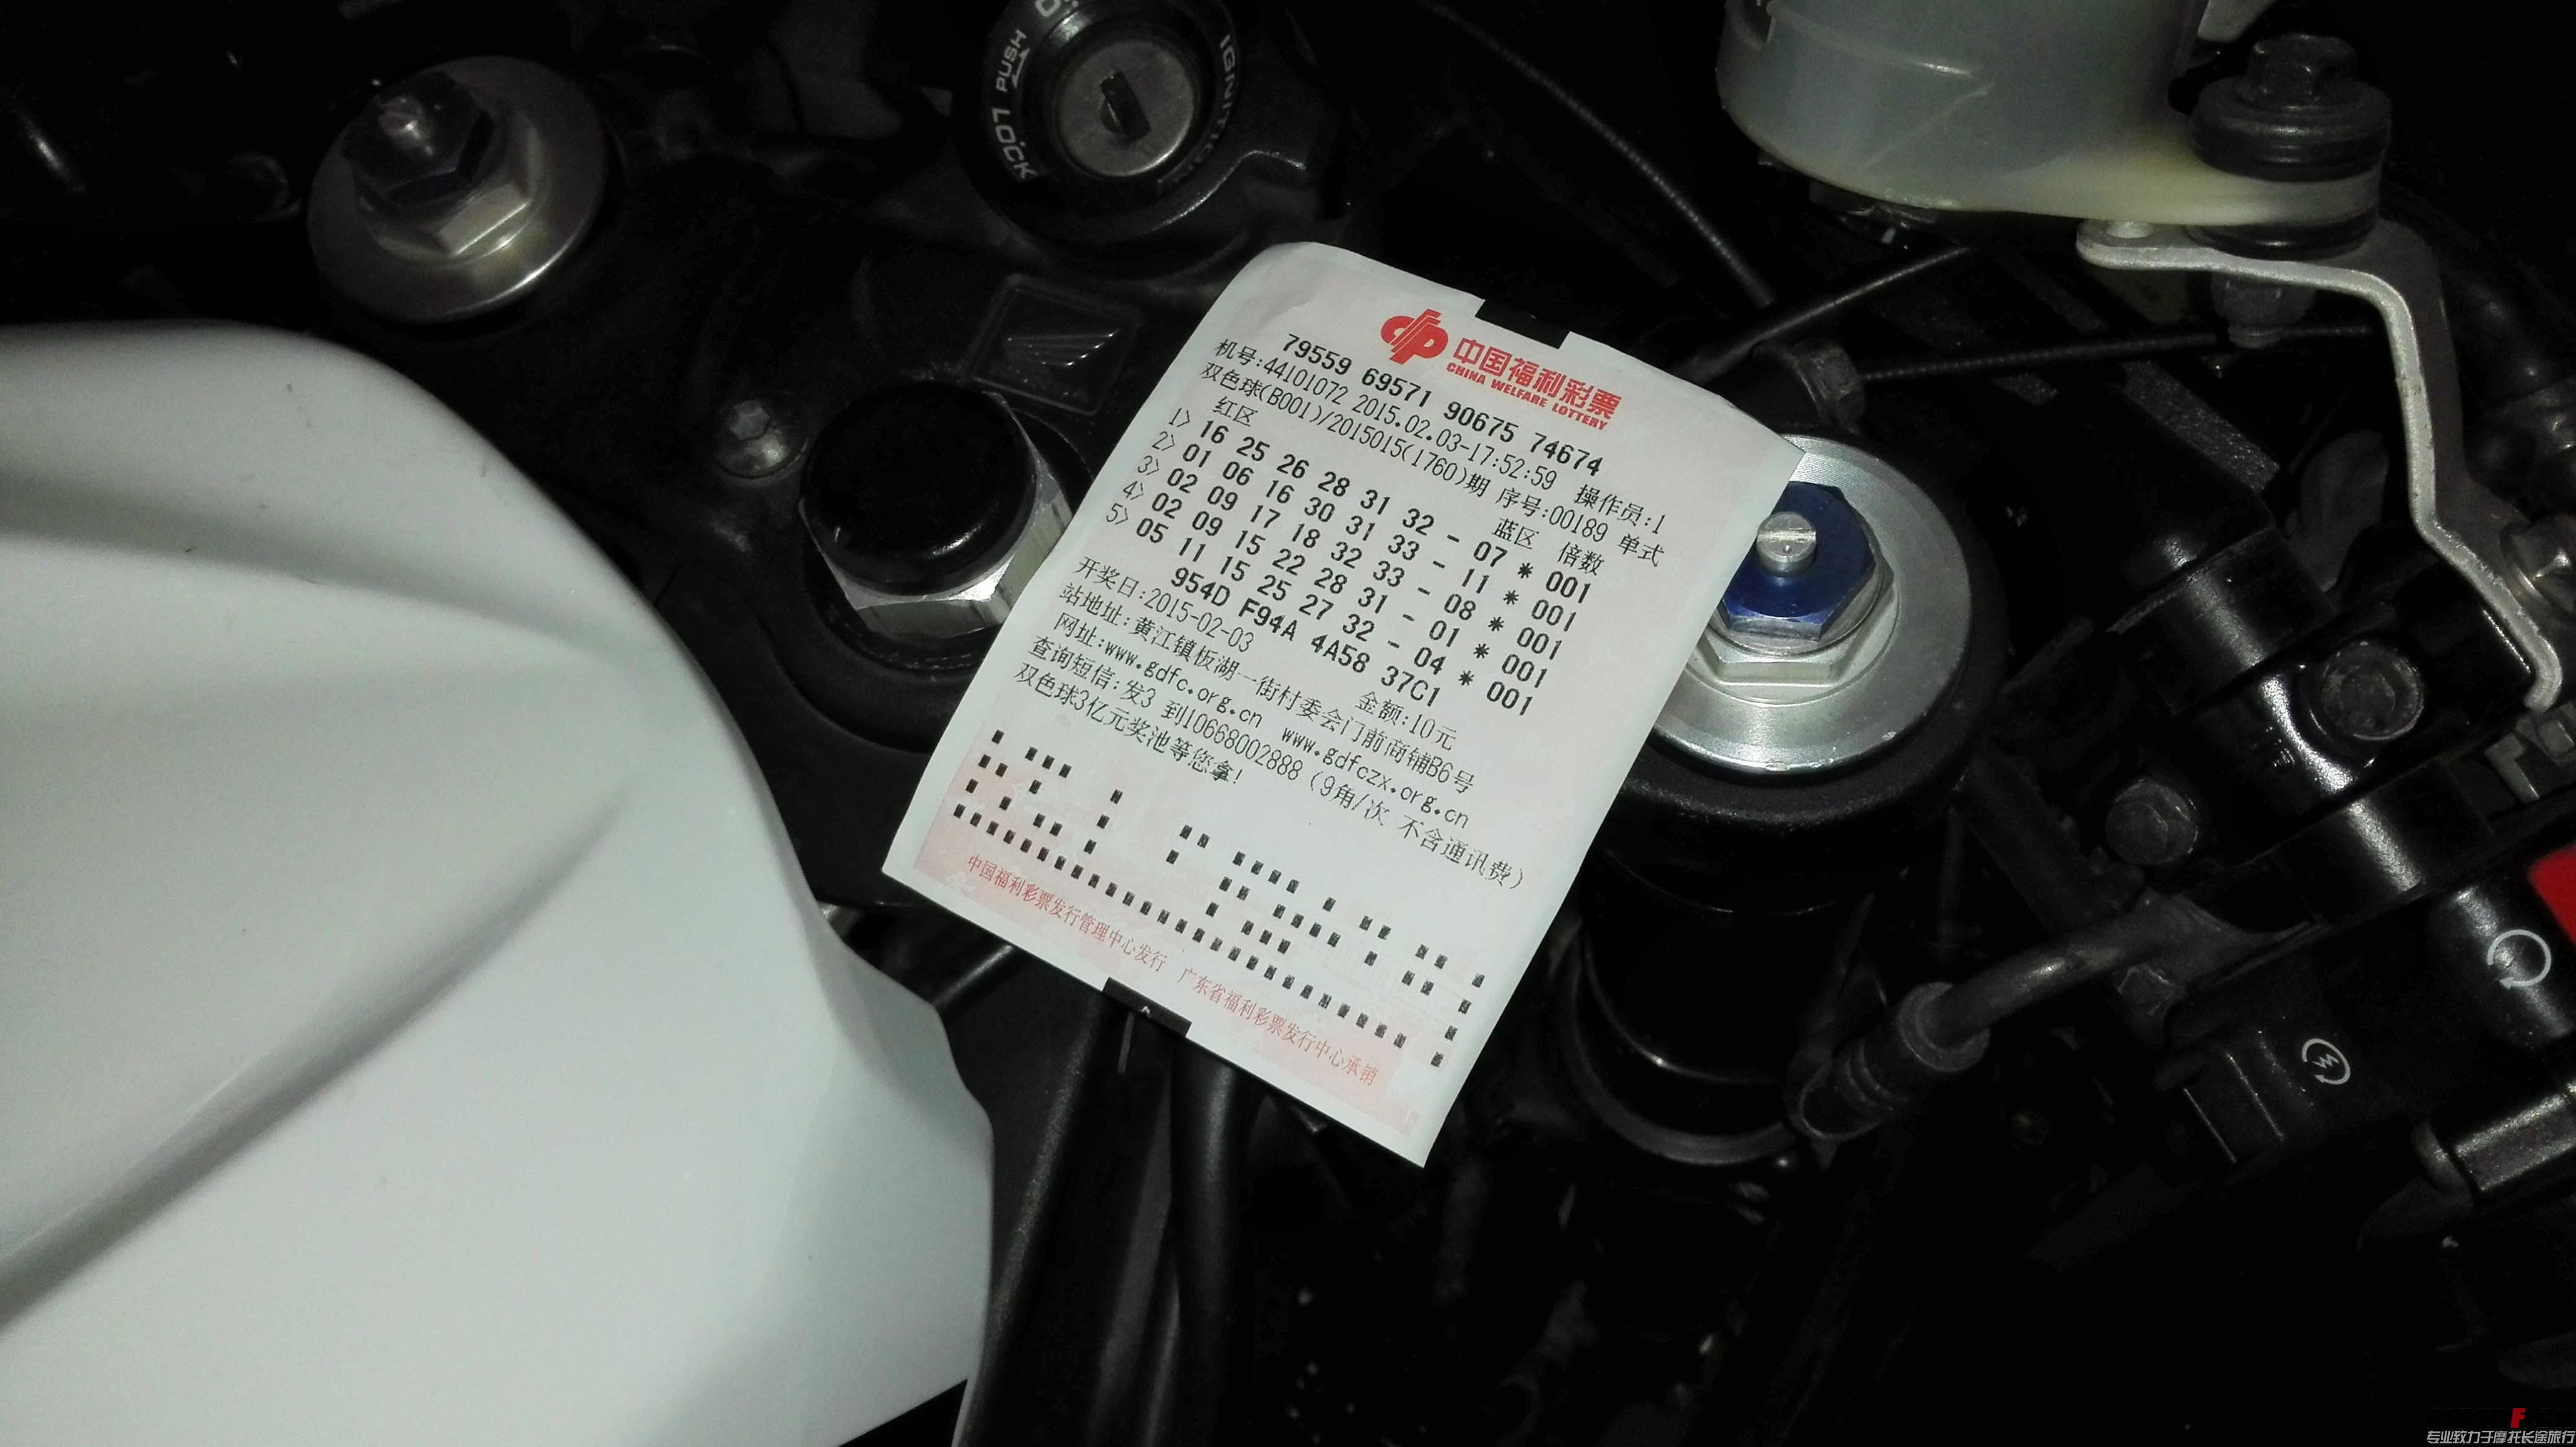 PUSH
LOCK
IGNITION
中国福利彩票
CHINA WELFARE LOTTERY
79559 69571 90675 74674
机号:44101072 2015.02.03-17:52:59 操作员:1
双色球(B001)/2015015(1760)期 序号:00189 单式
红区 蓝区 倍数
1> 16 25 26 28 31 32 - 07 * 001
2> 01 06 16 30 31 33 - 11 * 001
3> 02 09 17 18 32 33 - 08 * 001
4> 02 09 15 22 28 31 - 01 * 001
5> 05 11 15 25 27 32 - 04 * 001
954D F94A 4A58 37C1
开奖日:2015-02-03 金额:10元
站地址:黄江镇板湖一街村委会门前商铺B6号
网址:www.gdfc.org.cn www.gdfczx.org.cn
查询短信:发3 到10668002888 (9角/次 不含通讯费)
双色球3亿元奖池等您拿!
中国福利彩票发行管理中心发行 广东省福利彩票发行中心承销
专业致力于摩托长途旅行